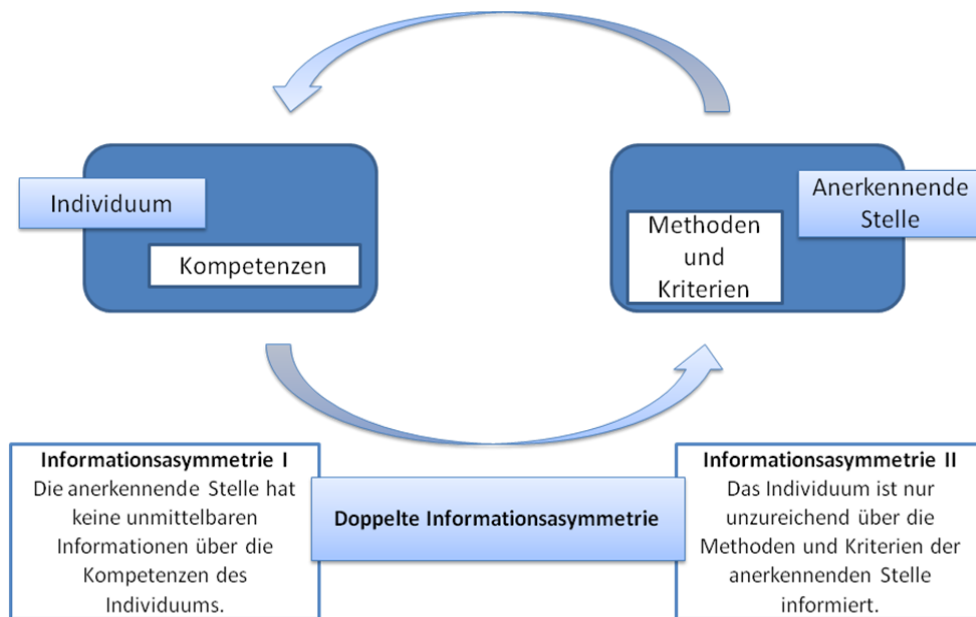 Individuum
Kompetenzen
Anerkennende
Stelle
Methoden
und
Kriterien
Informationsasymmetrie I
Die anerkennende Stelle hat
keine unmittelbaren
Informationen über die
Kompetenzen des
Individuums.
Doppelte Informationsasymmetrie
Informationsasymmetrie II
Das Individuum ist nur
unzureichend über die
Methoden und Kriterien der
anerkennenden Stelle
informiert.